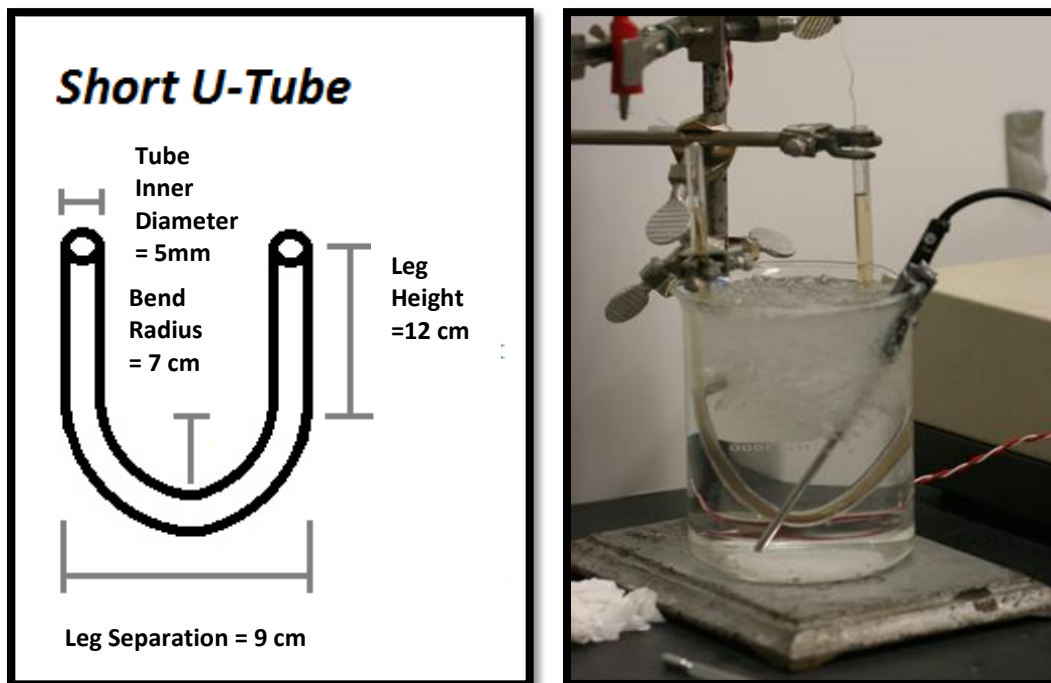 Short U-Tube
Tube
Inner
Diameter
= 5mm
Bend
Radius
= 7 cm
Leg
Height
=12 cm
Leg Separation = 9 cm